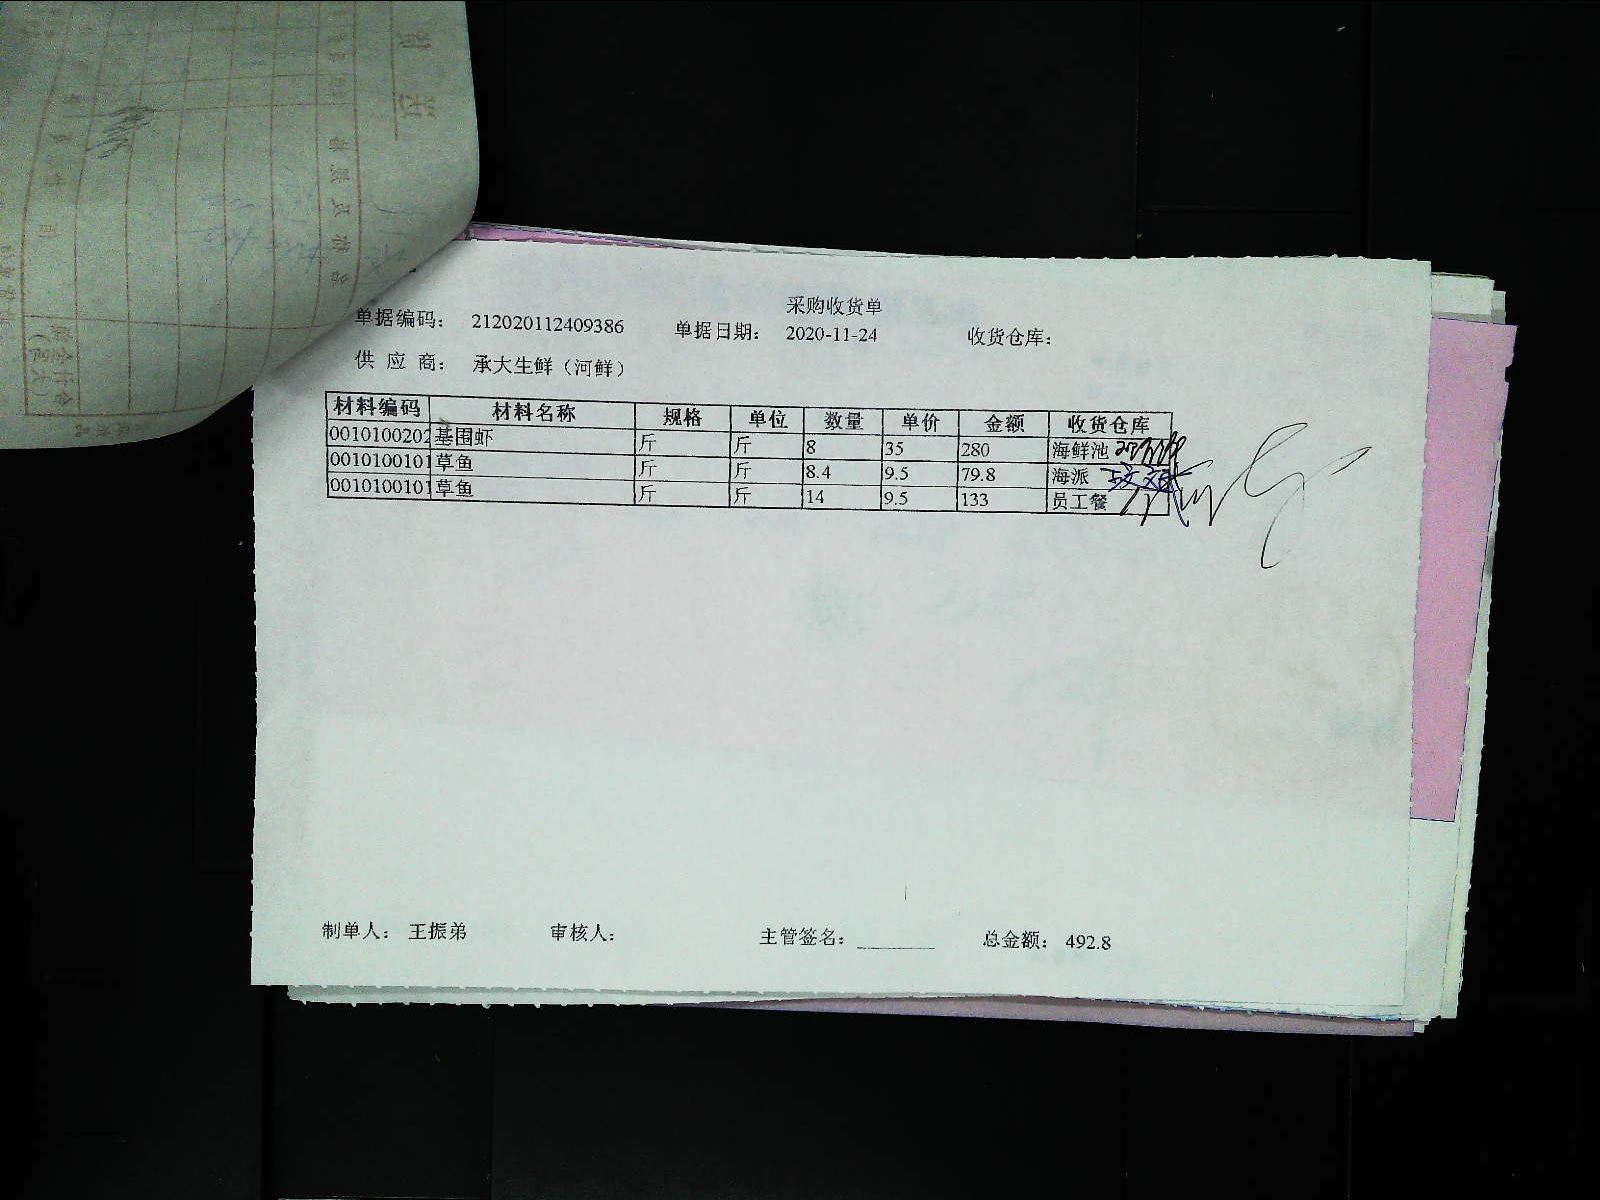 采购收货单
单据编码： 212020112409386 单据日期： 2020-11-24 收货仓库：
供 应 商： 承大生鲜（河鲜）
材料编码 材料名称 规格 单位 数量 单价 金额 收货仓库
0010100202 基围虾 斤 斤 8 35 280 海鲜池
0010100101 草鱼 斤 斤 8.4 9.5 79.8 海派
0010100101 草鱼 斤 斤 14 9.5 133 员工餐
制单人： 王振弟 审核人： 主管签名： 总金额： 492.8